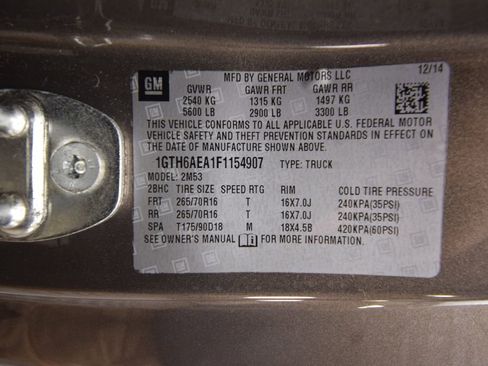 GM
MFD BY GENERAL MOTORS LLC
12/14
GVWR GAWR FRT GAWR RR
2540 KG 1315 KG 1497 KG
5600 LB 2900 LB 3300 LB
THIS VEHICLE CONFORMS TO ALL APPLICABLE U.S. FEDERAL MOTOR
VEHICLE SAFETY AND THEFT PREVENTION STANDARDS IN EFFECT ON
THE DATE OF MANUFACTURE SHOWN ABOVE.
1GTH6AEA1F1154907 TYPE: TRUCK
MODEL: 2M53
2BHC TIRE SIZE SPEED RTG RIM COLD TIRE PRESSURE
FRT 265/70R16 T 16X7.0J 240KPA(35PSI)
RR 265/70R16 T 16X7.0J 240KPA(35PSI)
SPA T175/90D18 M 18X4.5B 420KPA(60PSI)
SEE OWNER'S MANUAL i FOR MORE INFORMATION